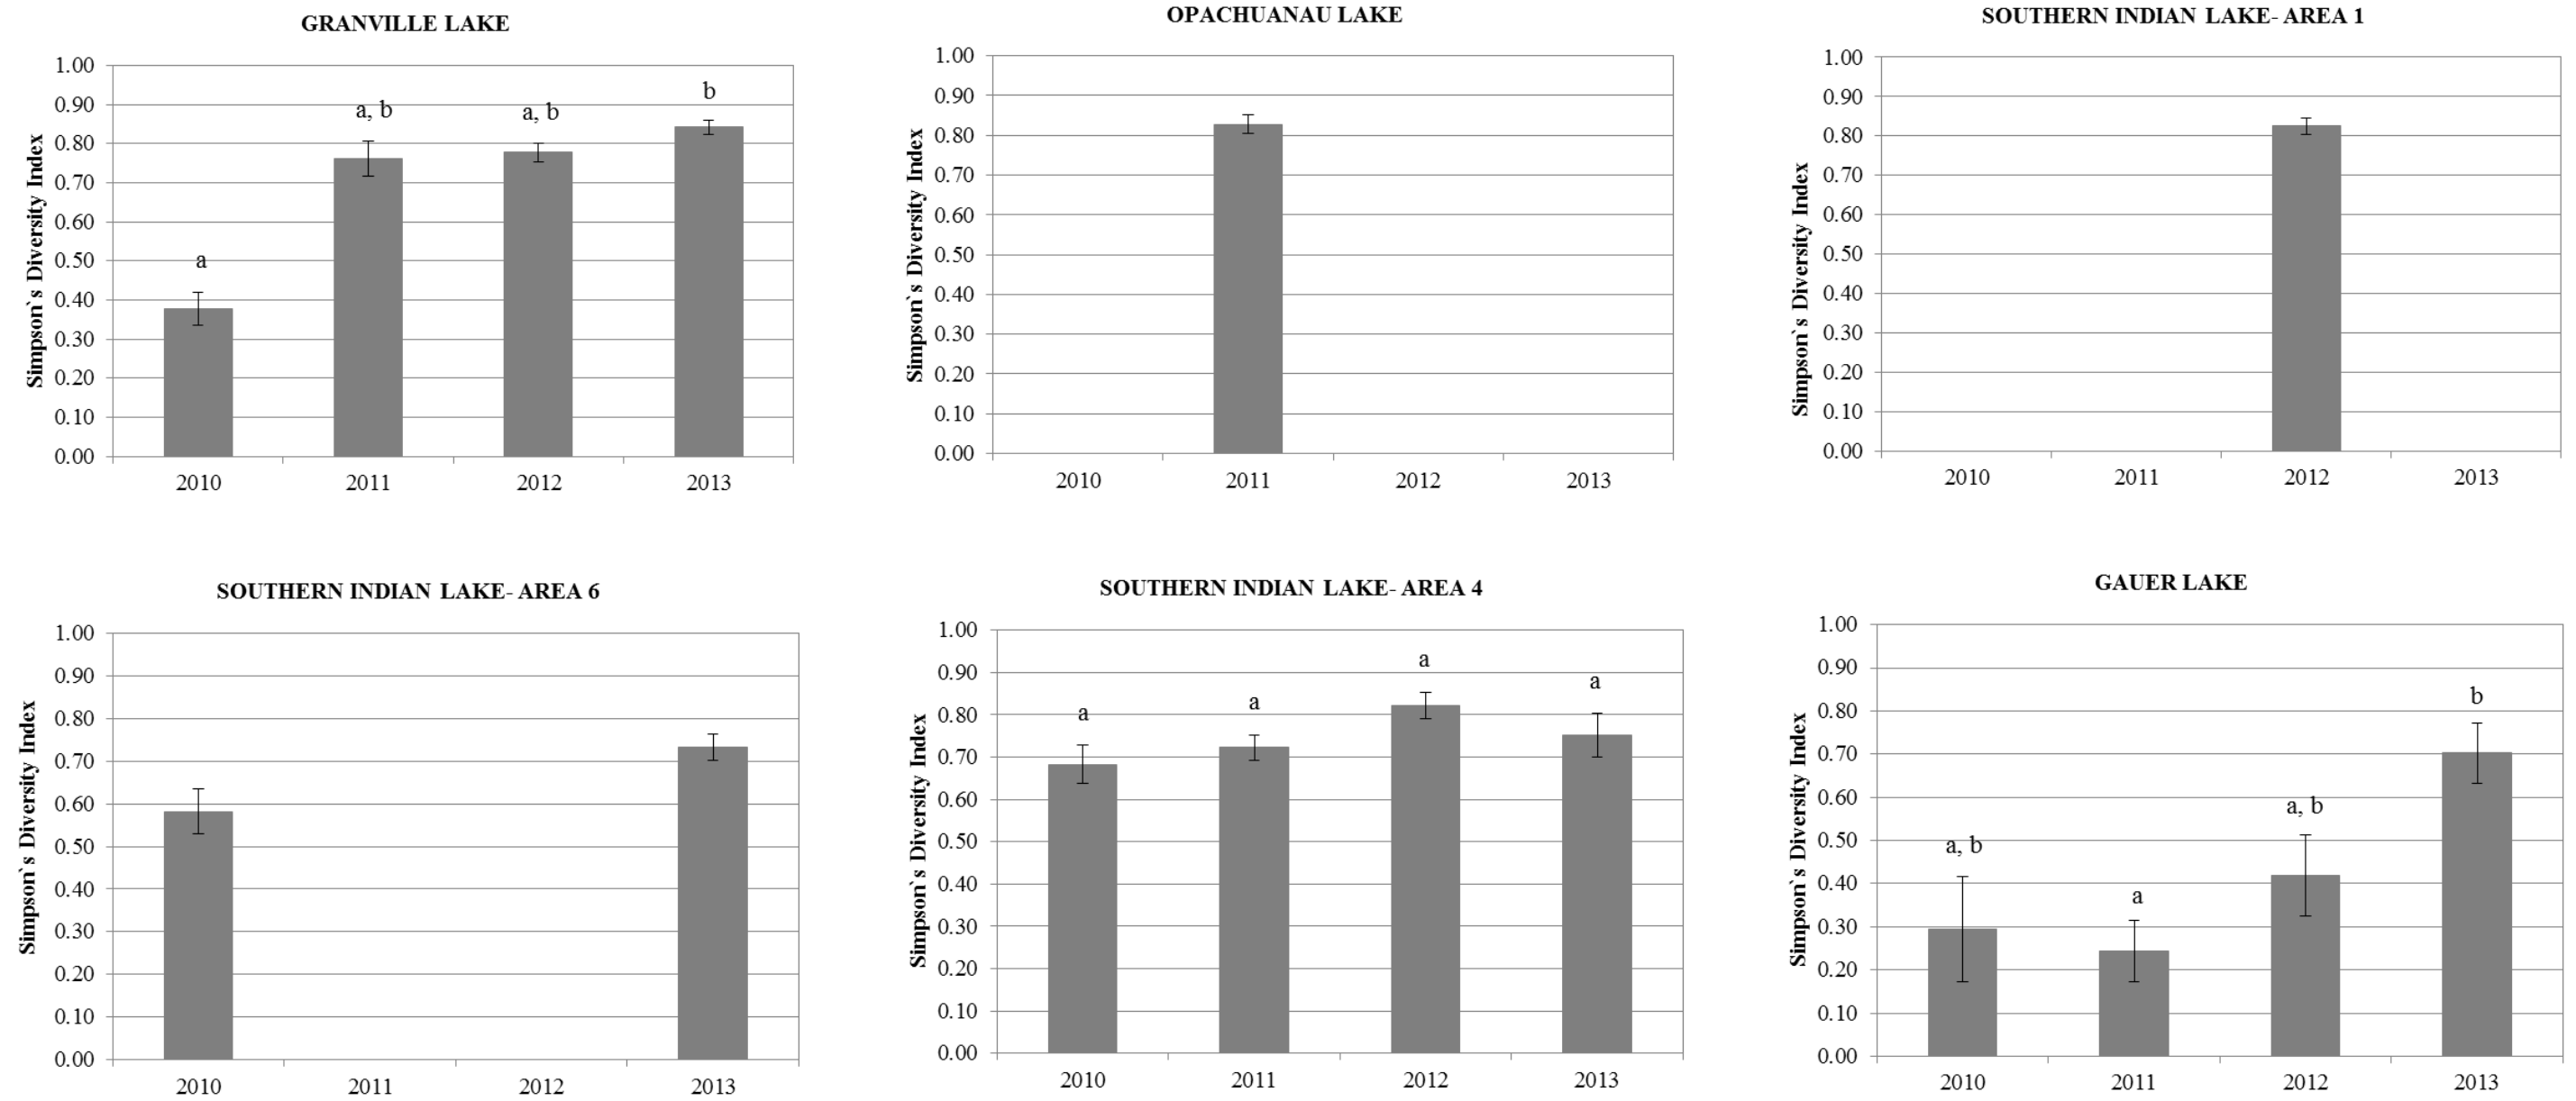 GRANVILLE LAKE
Simpson`s Diversity Index
1.00
0.90
0.80
0.70
0.60
0.50
0.40
0.30
0.20
0.10
0.00
a
a, b
a, b
b
2010 2011 2012 2013
OPACHUANAU LAKE
Simpson`s Diversity Index
1.00
0.90
0.80
0.70
0.60
0.50
0.40
0.30
0.20
0.10
0.00
2010 2011 2012 2013
SOUTHERN INDIAN LAKE- AREA 1
Simpson`s Diversity Index
1.00
0.90
0.80
0.70
0.60
0.50
0.40
0.30
0.20
0.10
0.00
2010 2011 2012 2013
SOUTHERN INDIAN LAKE- AREA 6
Simpson`s Diversity Index
1.00
0.90
0.80
0.70
0.60
0.50
0.40
0.30
0.20
0.10
0.00
2010 2011 2012 2013
SOUTHERN INDIAN LAKE- AREA 4
Simpson`s Diversity Index
1.00
0.90
0.80
0.70
0.60
0.50
0.40
0.30
0.20
0.10
0.00
a
a
a
a
2010 2011 2012 2013
GAUER LAKE
Simpson`s Diversity Index
1.00
0.90
0.80
0.70
0.60
0.50
0.40
0.30
0.20
0.10
0.00
a, b
a
a, b
b
2010 2011 2012 2013